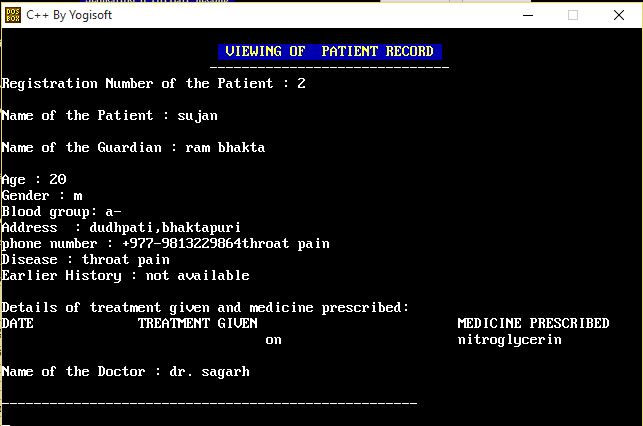 DOS BOX C++ By Yogisoft
VIEWING OF PATIENT RECORD
Registration Number of the Patient : 2
Name of the Patient : sujan
Name of the Guardian : ram bhakta
Age : 20
Gender : m
Blood group: a-
Address : dudhpati,bhaktapuri
phone number : +977-9813229864throat pain
Disease : throat pain
Earlier History : not available
Details of treatment given and medicine prescribed:
DATE TREATMENT GIVEN MEDICINE PRESCRIBED
on nitroglycerin
Name of the Doctor : dr. sagarh